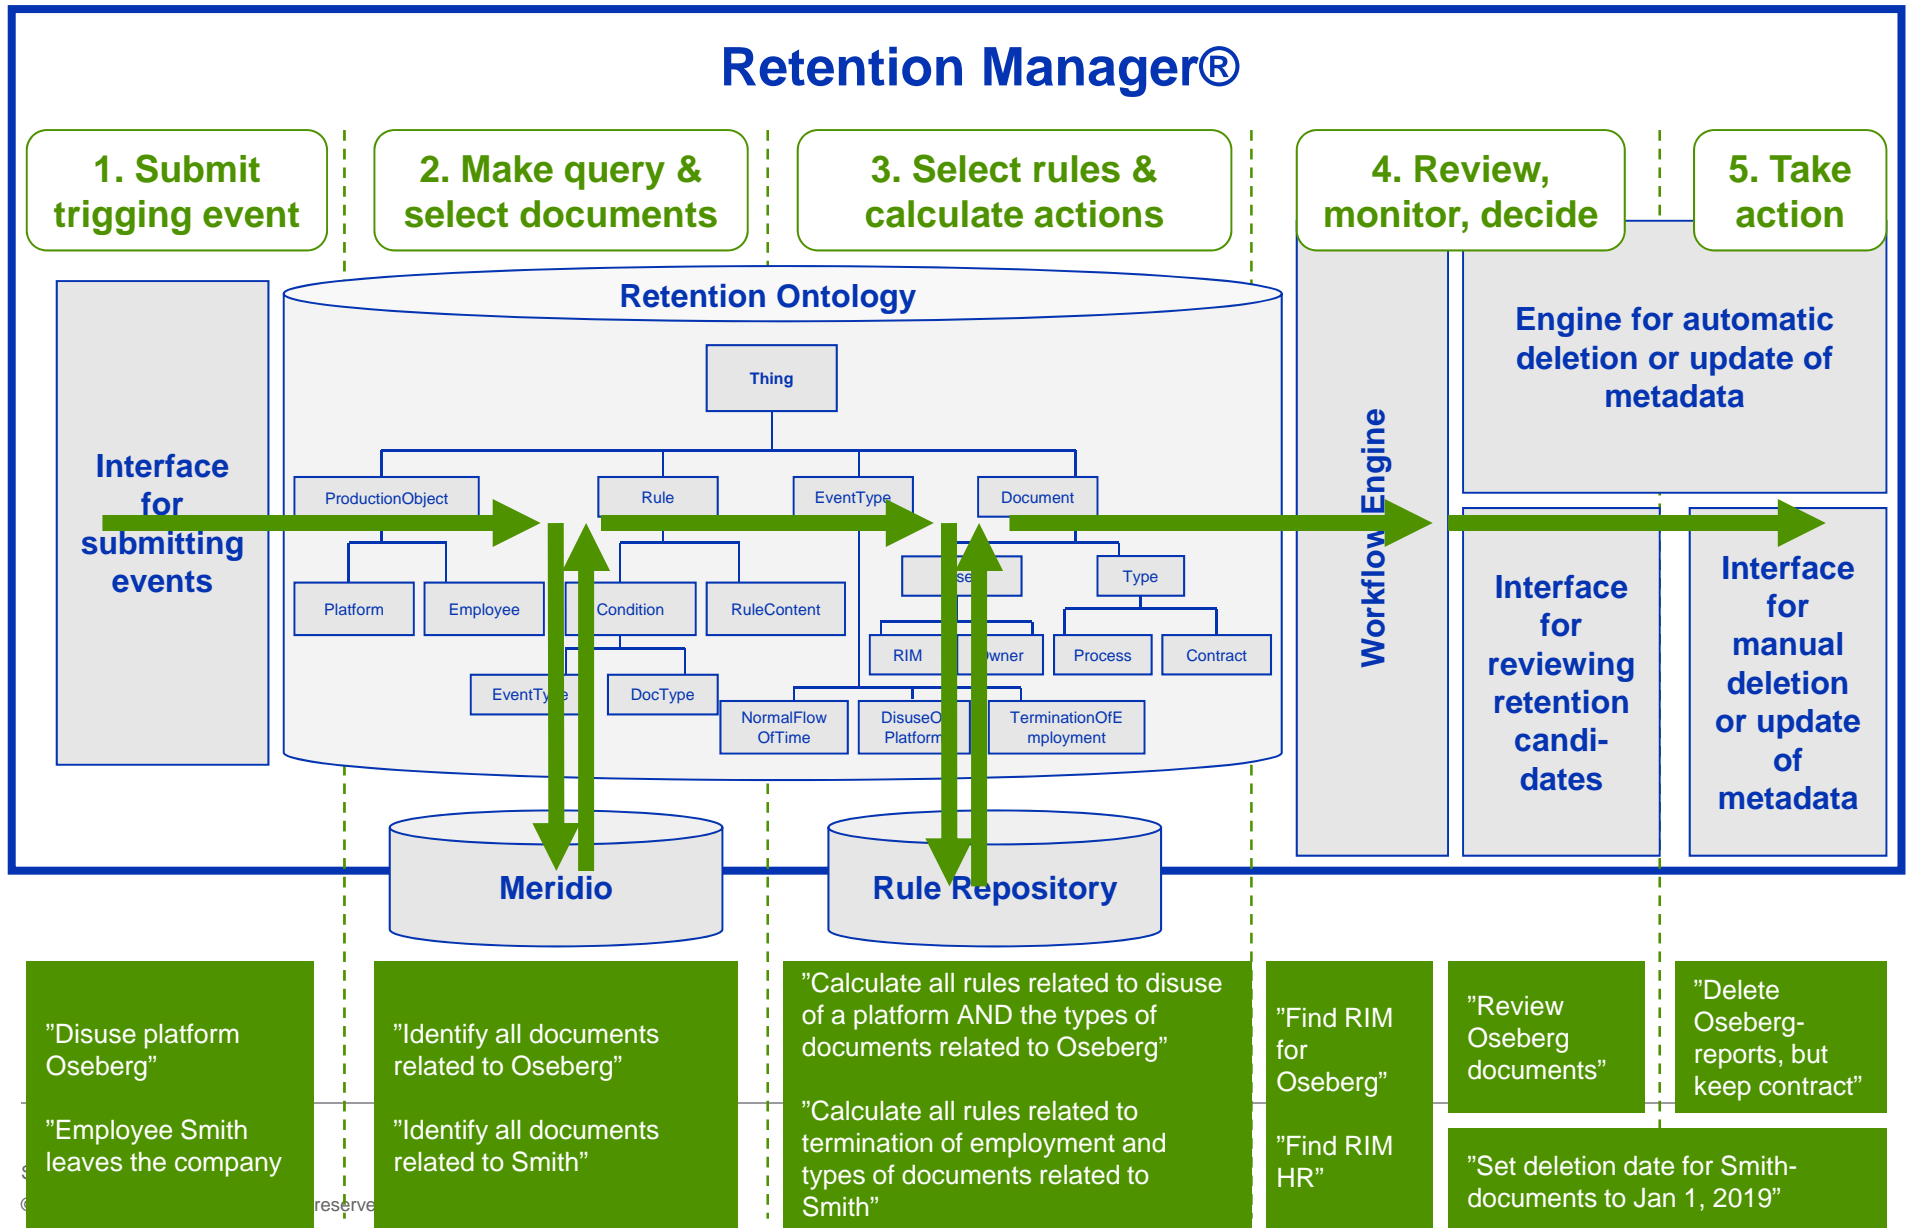 Retention Manager®
1. Submit
trigging event
2. Make query &
select documents
3. Select rules &
calculate actions
4. Review,
monitor, decide
5. Take
action
Interface
for
submitting
events
Retention Ontology
Thing
ProductionObject
Rule
EventType
Document
Platform
Employee
Condition
RuleContent
Type
EventType
DocType
RIM
Owner
Process
Contract
NormalFlow
OfTime
DisuseOf
Platform
TerminationOfE
mployment
Workflow Engine
Engine for automatic
deletion or update of
metadata
Interface
for
reviewing
retention
candi-
dates
Interface
for
manual
deletion
or update
of
metadata
Meridio
Rule Repository
”Disuse platform
Oseberg”
”Employee Smith
leaves the company
”Identify all documents
related to Oseberg”
”Identify all documents
related to Smith”
”Calculate all rules related to disuse
of a platform AND the types of
documents related to Oseberg”
”Calculate all rules related to
termination of employment and
types of documents related to
Smith”
”Find RIM
for
Oseberg”
”Find RIM
HR”
”Review
Oseberg
documents”
”Delete
Oseberg-
reports, but
keep contract”
”Set deletion date for Smith-
documents to Jan 1, 2019”
reserve